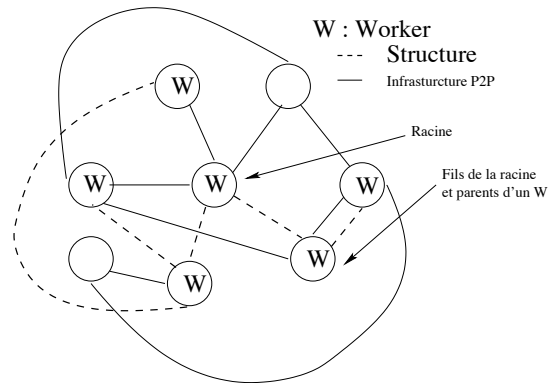 W : Worker
Structure
Infrasturcture P2P
W
Racine
W
W
W
Fils de la racine
et parents d'un W
W
W